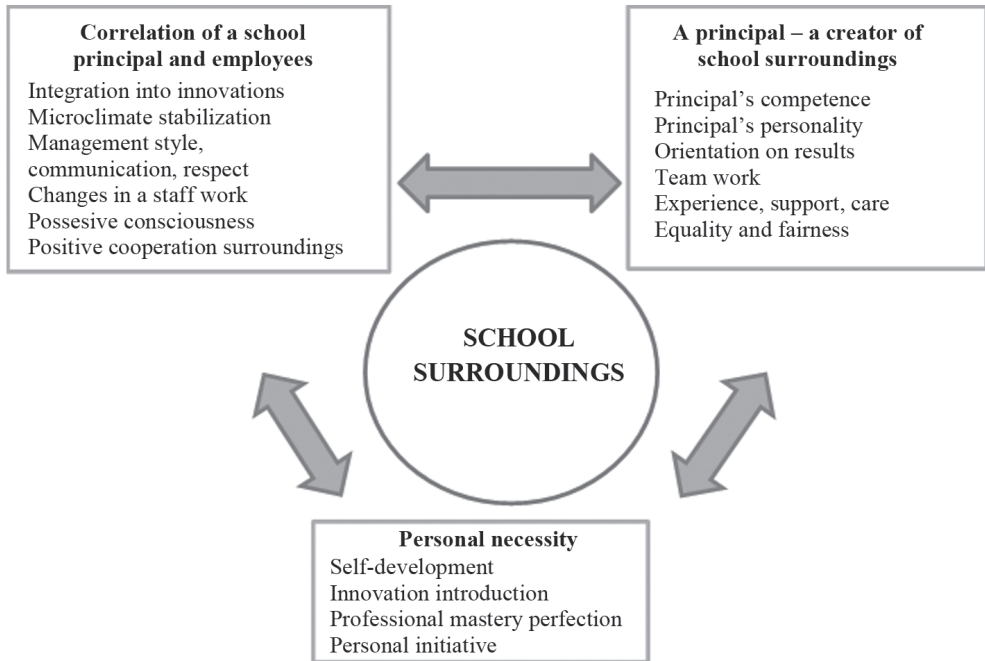 Correlation of a school
principal and employees
Integration into innovations
Microclimate stabilization
Management style,
communication, respect
Changes in a staff work
Possesive consciousness
Positive cooperation surroundings
A principal – a creator of
school surroundings
Principal's competence
Principal's personality
Orientation on results
Team work
Experience, support, care
Equality and fairness
SCHOOL
SURROUNDINGS
Personal necessity
Self-development
Innovation introduction
Professional mastery perfection
Personal initiative